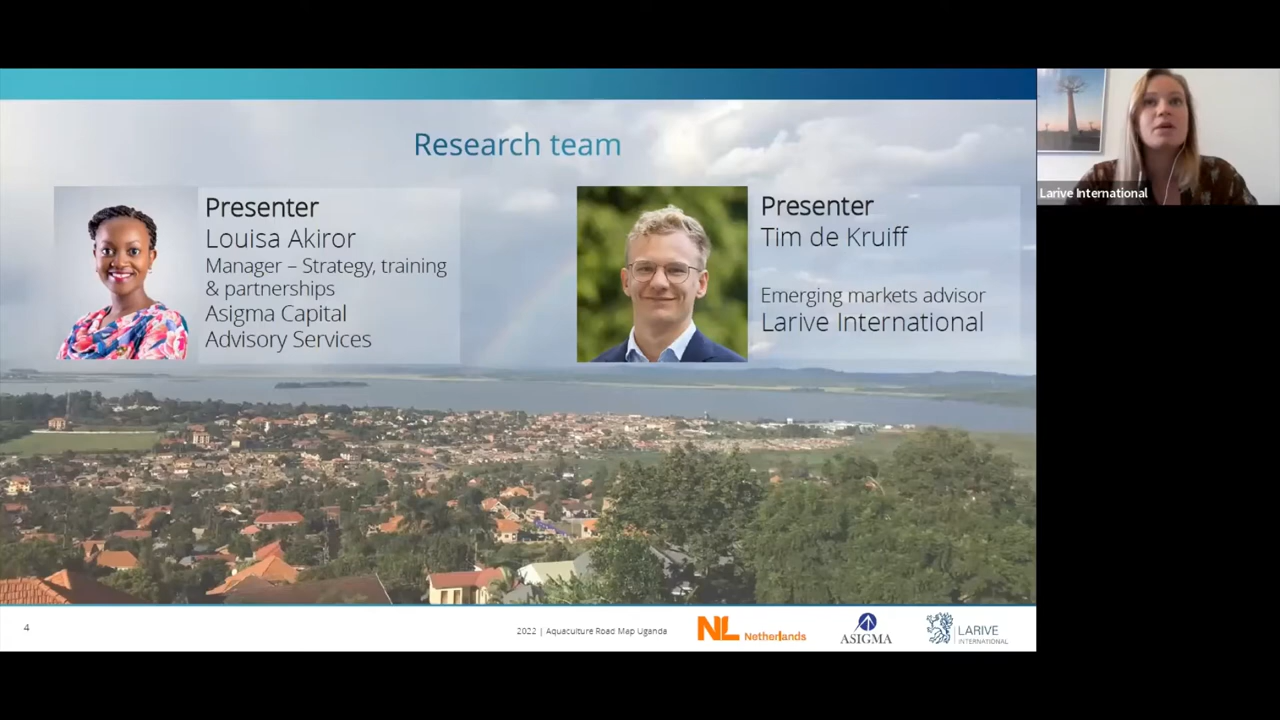 Research team
Presenter
Louisa Akiror
Manager – Strategy, training
& partnerships
Asigma Capital
Advisory Services
Presenter
Tim de Kruiff
Emerging markets advisor
Larive International
Larive International
4
2022 | Aquaculture Road Map Uganda
NL Netherlands
ASIGMA
LARIVE
INTERNATIONAL